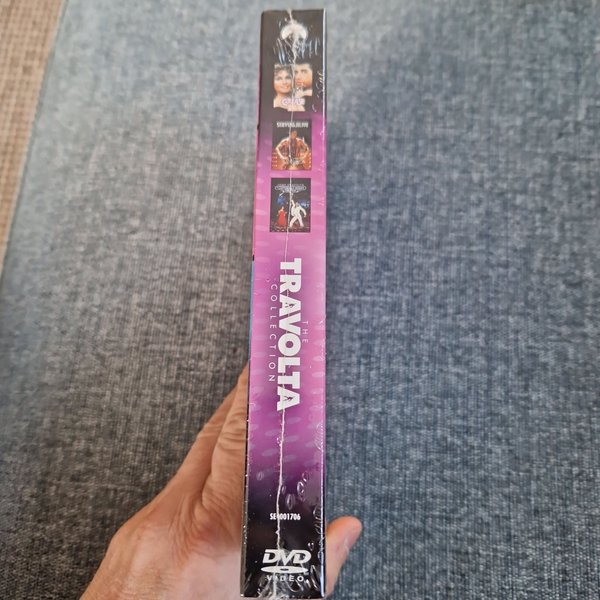 GREASE
STAYING ALIVE
THE
TRAVOLTA
COLLECTION
DVD
VIDEO